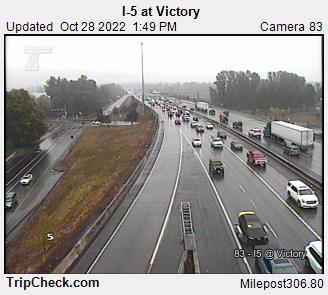 I-5 at Victory
Updated Oct 28 2022 1:49 PM
Camera 83
T
S
83 - I5 @ Victory
TripCheck.com
Milepost306.80